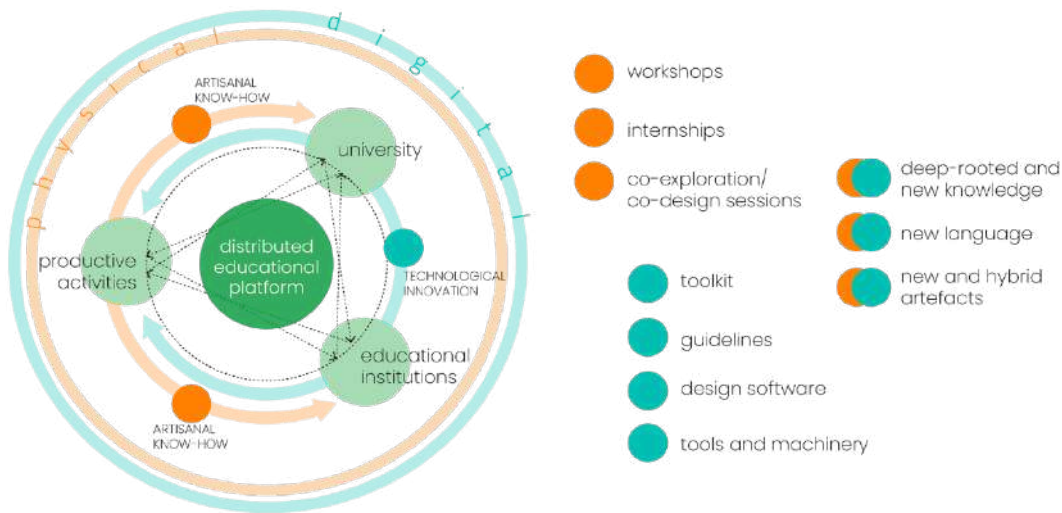 physical
digital
ARTISANAL
KNOW-HOW
university
productive
activities
distributed
educational
platform
TECHNOLOGICAL
INNOVATION
educational
institutions
ARTISANAL
KNOW-HOW
workshops
internships
co-exploration/
co-design sessions
toolkit
guidelines
design software
tools and machinery
deep-rooted and
new knowledge
new language
new and hybrid
artefacts